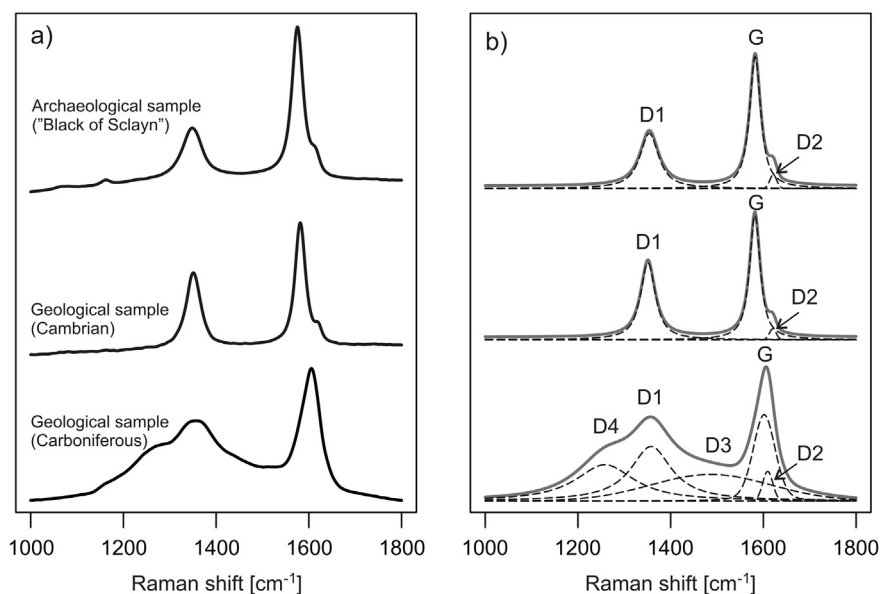 a)
Archaeological sample
("Black of Sclayn")
Geological sample
(Cambrian)
Geological sample
(Carboniferous)
1000 1200 1400 1600 1800
Raman shift [cm-1]
b)
G
D1
D2
G
D1
D2
G
D1
D4
D3
D2
1000 1200 1400 1600 1800
Raman shift [cm-1]